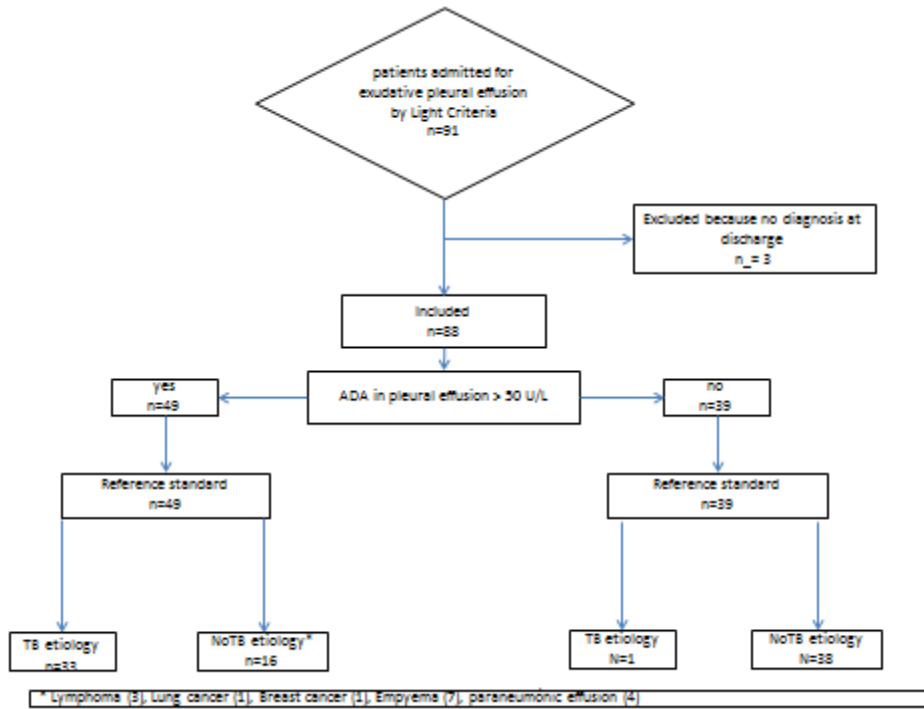 patients admitted for
exudative pleural effusion
by Light Criteria
n=91
Excluded because no diagnosis at
discharge
n_= 3
Included
n=88
yes
n=49
ADA in pleural effusion > 50 U/L
no
n=39
Reference standard
n=49
Reference standard
n=39
TB etiology
n=33
NoTB etiology*
n=16
TB etiology
N=1
NoTB etiology
N=38
* Lymphoma (3), Lung cancer (1), Breast cancer (1), Empyema (7), paraneumónic effusion (4)